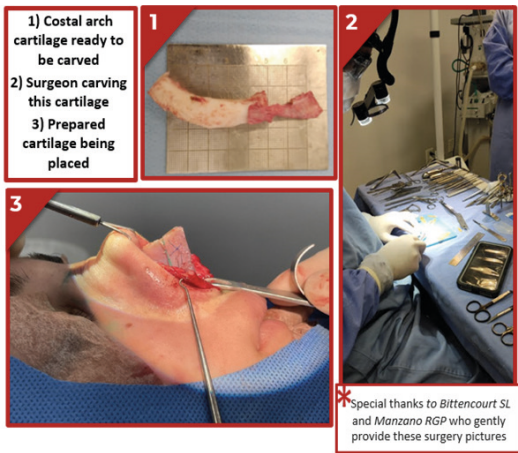 1) Costal arch
cartilage ready to
be carved
2) Surgeon carving
this cartilage
3) Prepared
cartilage being
placed
1
2
3
*Special thanks to Bittencourt SL
and Manzano RGP who gently
provide these surgery pictures